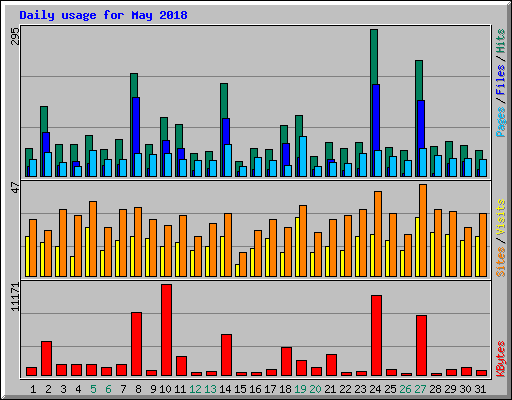 Daily usage for May 2018
295
Pages / Files / Hits
47
Sites / Visits
11171
KBytes
1 2 3 4 5 6 7 8 9 10 11 12 13 14 15 16 17 18 19 20 21 22 23 24 25 26 27 28 29 30 31